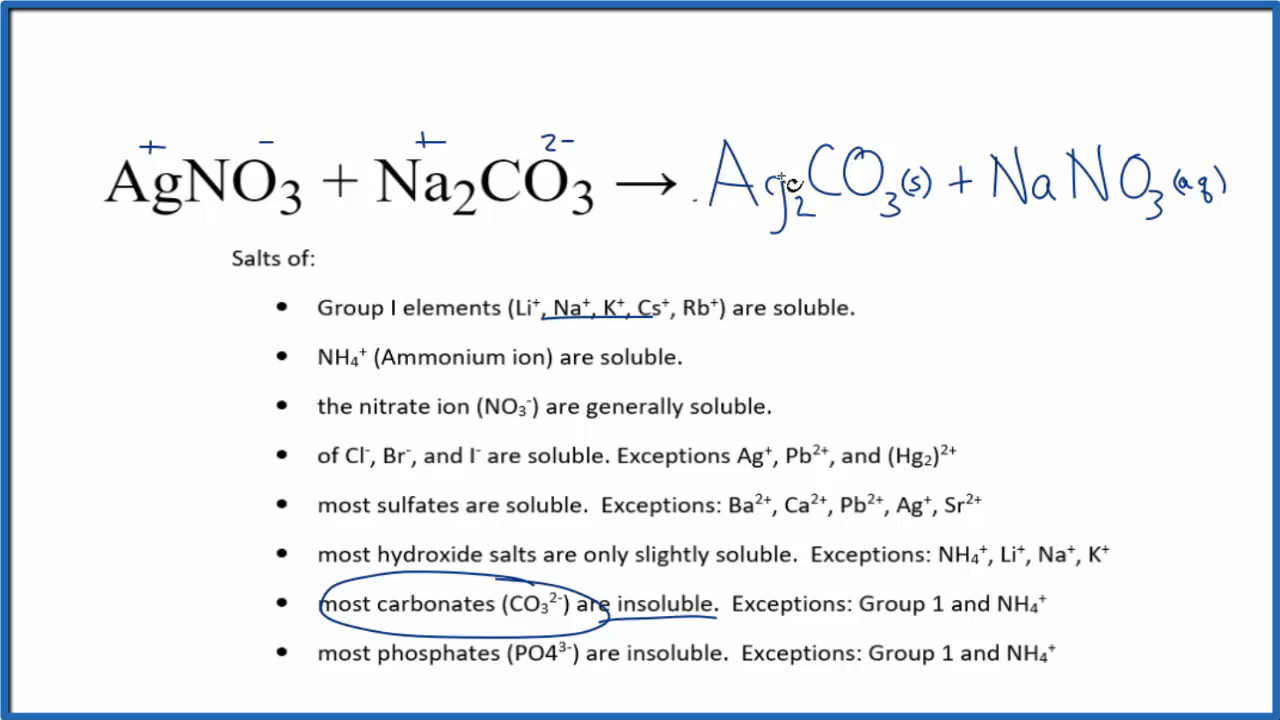 + - + 2-
AgNO₃ + Na₂CO₃ → Ag₂CO₃(s) + NaNO₃(aq)
Salts of:
• Group I elements (Li⁺, Na⁺, K⁺, Cs⁺, Rb⁺) are soluble.
• NH₄⁺ (Ammonium ion) are soluble.
• the nitrate ion (NO₃⁻) are generally soluble.
• of Cl⁻, Br⁻, and I⁻ are soluble. Exceptions Ag⁺, Pb²⁺, and (Hg₂)²⁺
• most sulfates are soluble. Exceptions: Ba²⁺, Ca²⁺, Pb²⁺, Ag⁺, Sr²⁺
• most hydroxide salts are only slightly soluble. Exceptions: NH₄⁺, Li⁺, Na⁺, K⁺
• most carbonates (CO₃²⁻) are insoluble. Exceptions: Group 1 and NH₄⁺
• most phosphates (PO4³⁻) are insoluble. Exceptions: Group 1 and NH₄⁺